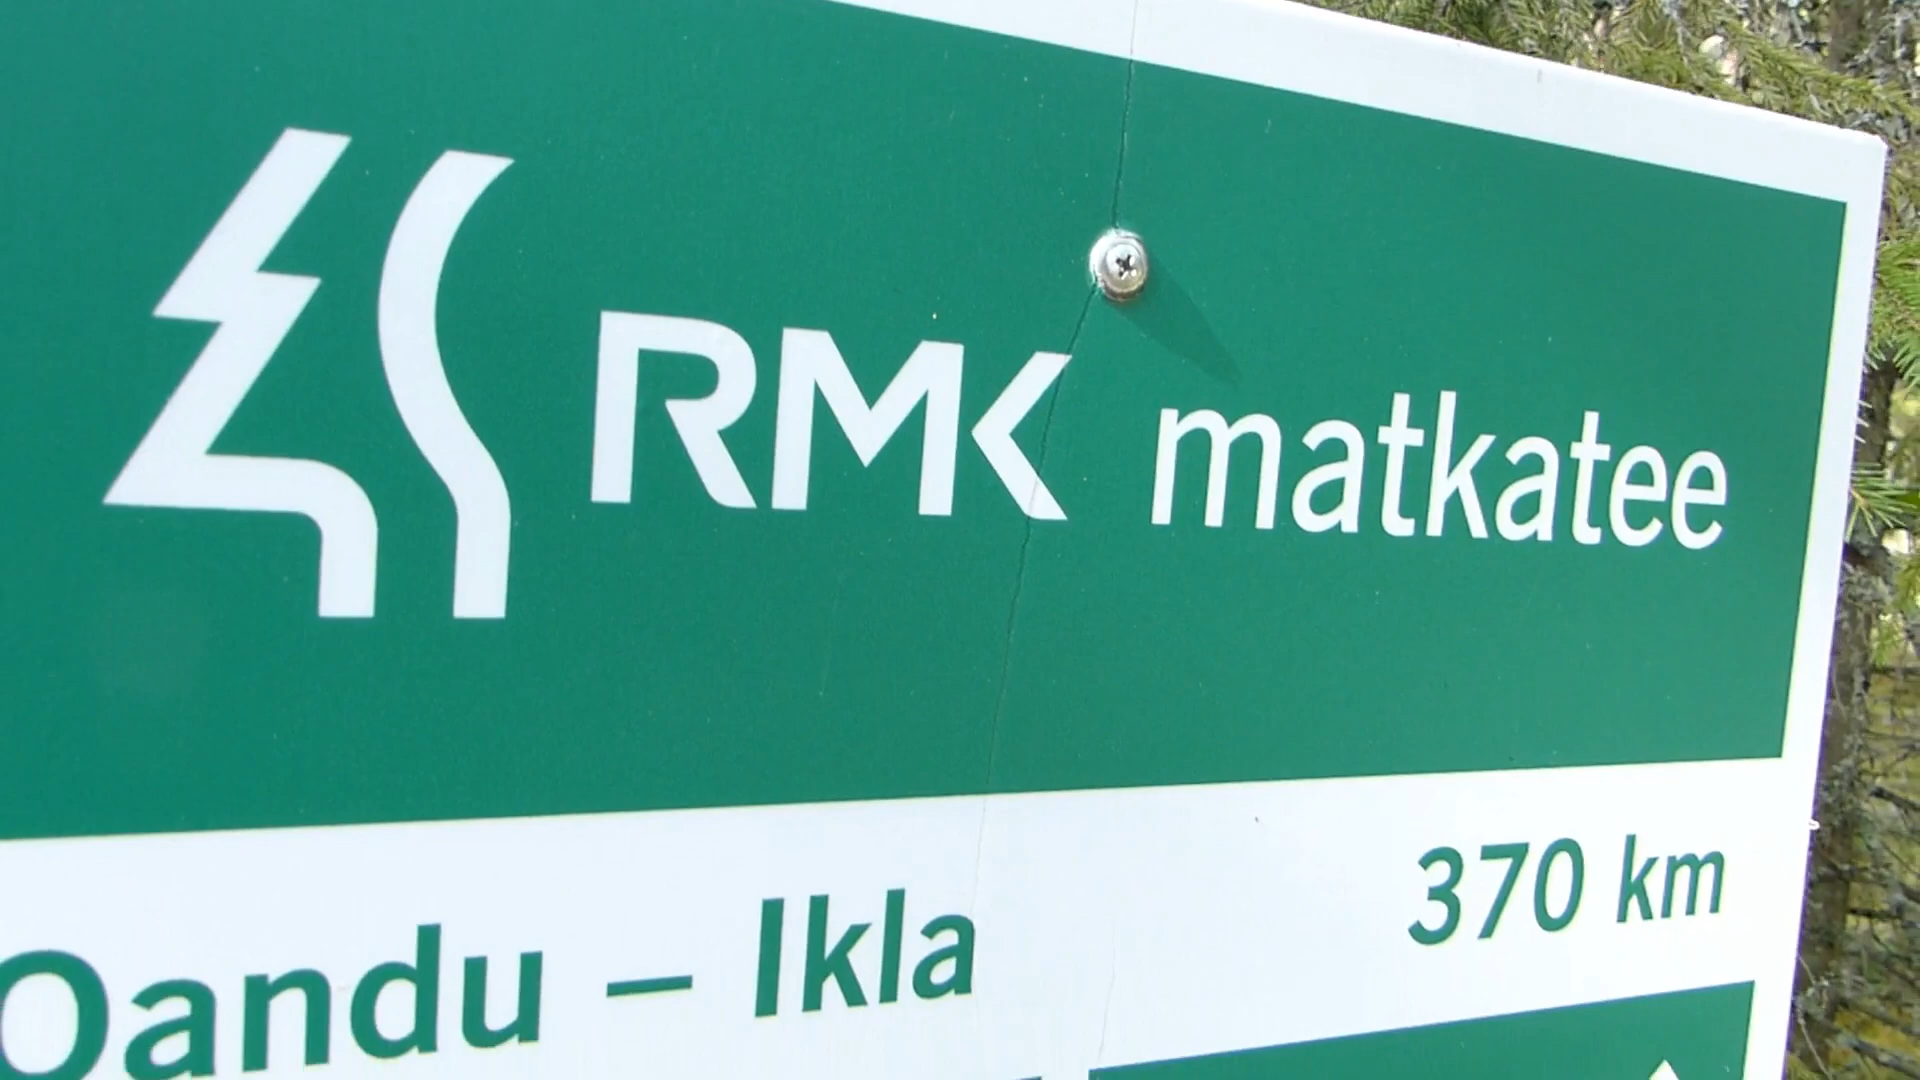 RMK matkatee
370 km
Oandu – Ikla